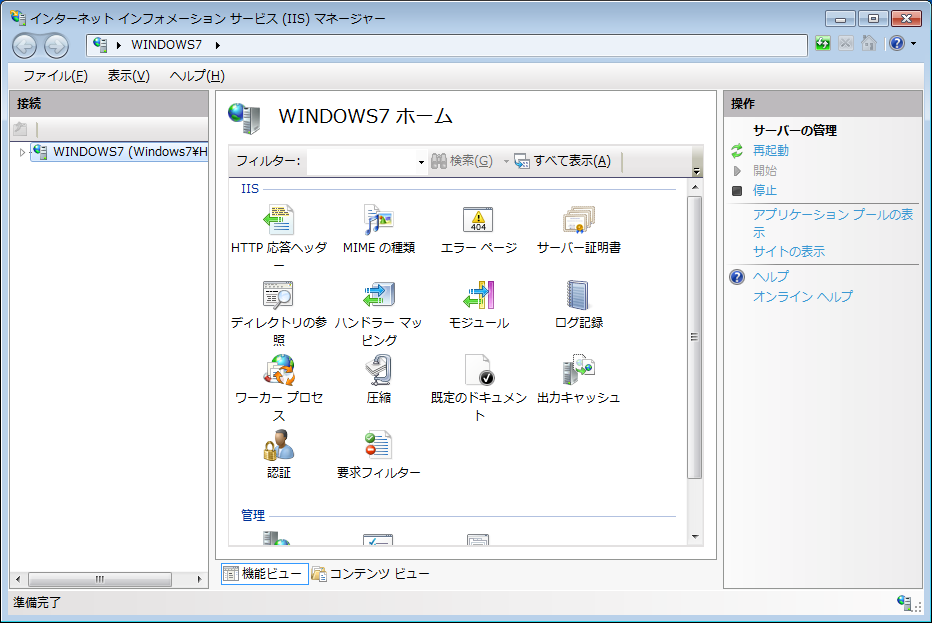 インターネット インフォメーション サービス (IIS) マネージャー
WINDOWS7
ファイル(F) 表示(V) ヘルプ(H)
接続
WINDOWS7 (Windows7¥H
WINDOWS7 ホーム
フィルター: 検索(G) すべて表示(A)
IIS
HTTP 応答ヘッダ
ー
MIME の種類
エラー ページ
404
サーバー証明書
ディレクトリの参
照
ハンドラー マッ
ピング
モジュール
ログ記録
ワーカー プロセ
ス
圧縮
既定のドキュメン
ト
出力キャッシュ
認証
要求フィルター
管理
機能ビュー コンテンツ ビュー
操作
サーバーの管理
再起動
開始
停止
アプリケーション プールの表
示
サイトの表示
ヘルプ
オンライン ヘルプ
準備完了